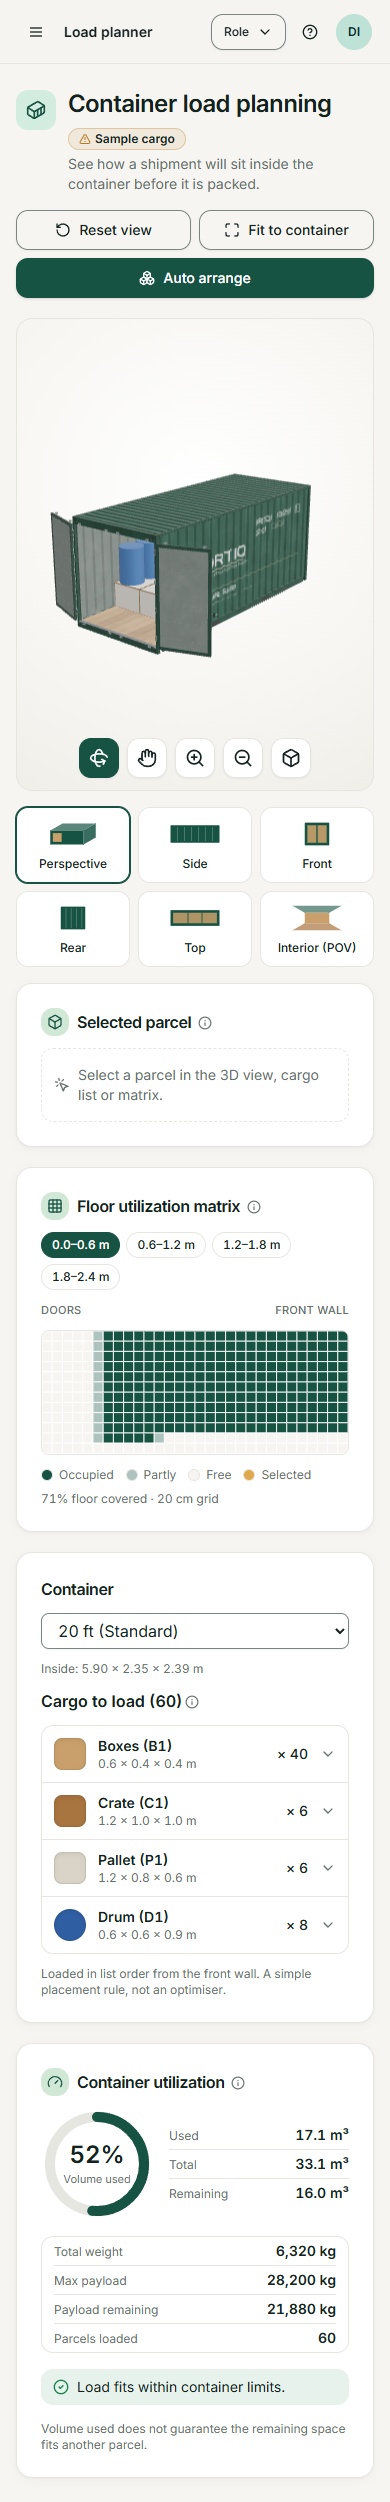 Load planner
Role
DI
Container load planning
Sample cargo
See how a shipment will sit inside the
container before it is packed.
Reset view
Fit to container
Auto arrange
Perspective
Side
Front
Rear
Top
Interior (POV)
Selected parcel
Select a parcel in the 3D view, cargo
list or matrix.
Floor utilization matrix
0.0–0.6 m
0.6–1.2 m
1.2–1.8 m
1.8–2.4 m
DOORS
FRONT WALL
Occupied
Partly
Free
Selected
71% floor covered · 20 cm grid
Container
20 ft (Standard)
Inside: 5.90 × 2.35 × 2.39 m
Cargo to load (60)
Boxes (B1)
0.6 × 0.4 × 0.4 m
× 40
Crate (C1)
1.2 × 1.0 × 1.0 m
× 6
Pallet (P1)
1.2 × 0.8 × 0.6 m
× 6
Drum (D1)
0.6 × 0.6 × 0.9 m
× 8
Loaded in list order from the front wall. A simple
placement rule, not an optimiser.
Container utilization
52%
Volume used
Used 17.1 m³
Total 33.1 m³
Remaining 16.0 m³
Total weight 6,320 kg
Max payload 28,200 kg
Payload remaining 21,880 kg
Parcels loaded 60
Load fits within container limits.
Volume used does not guarantee the remaining space
fits another parcel.